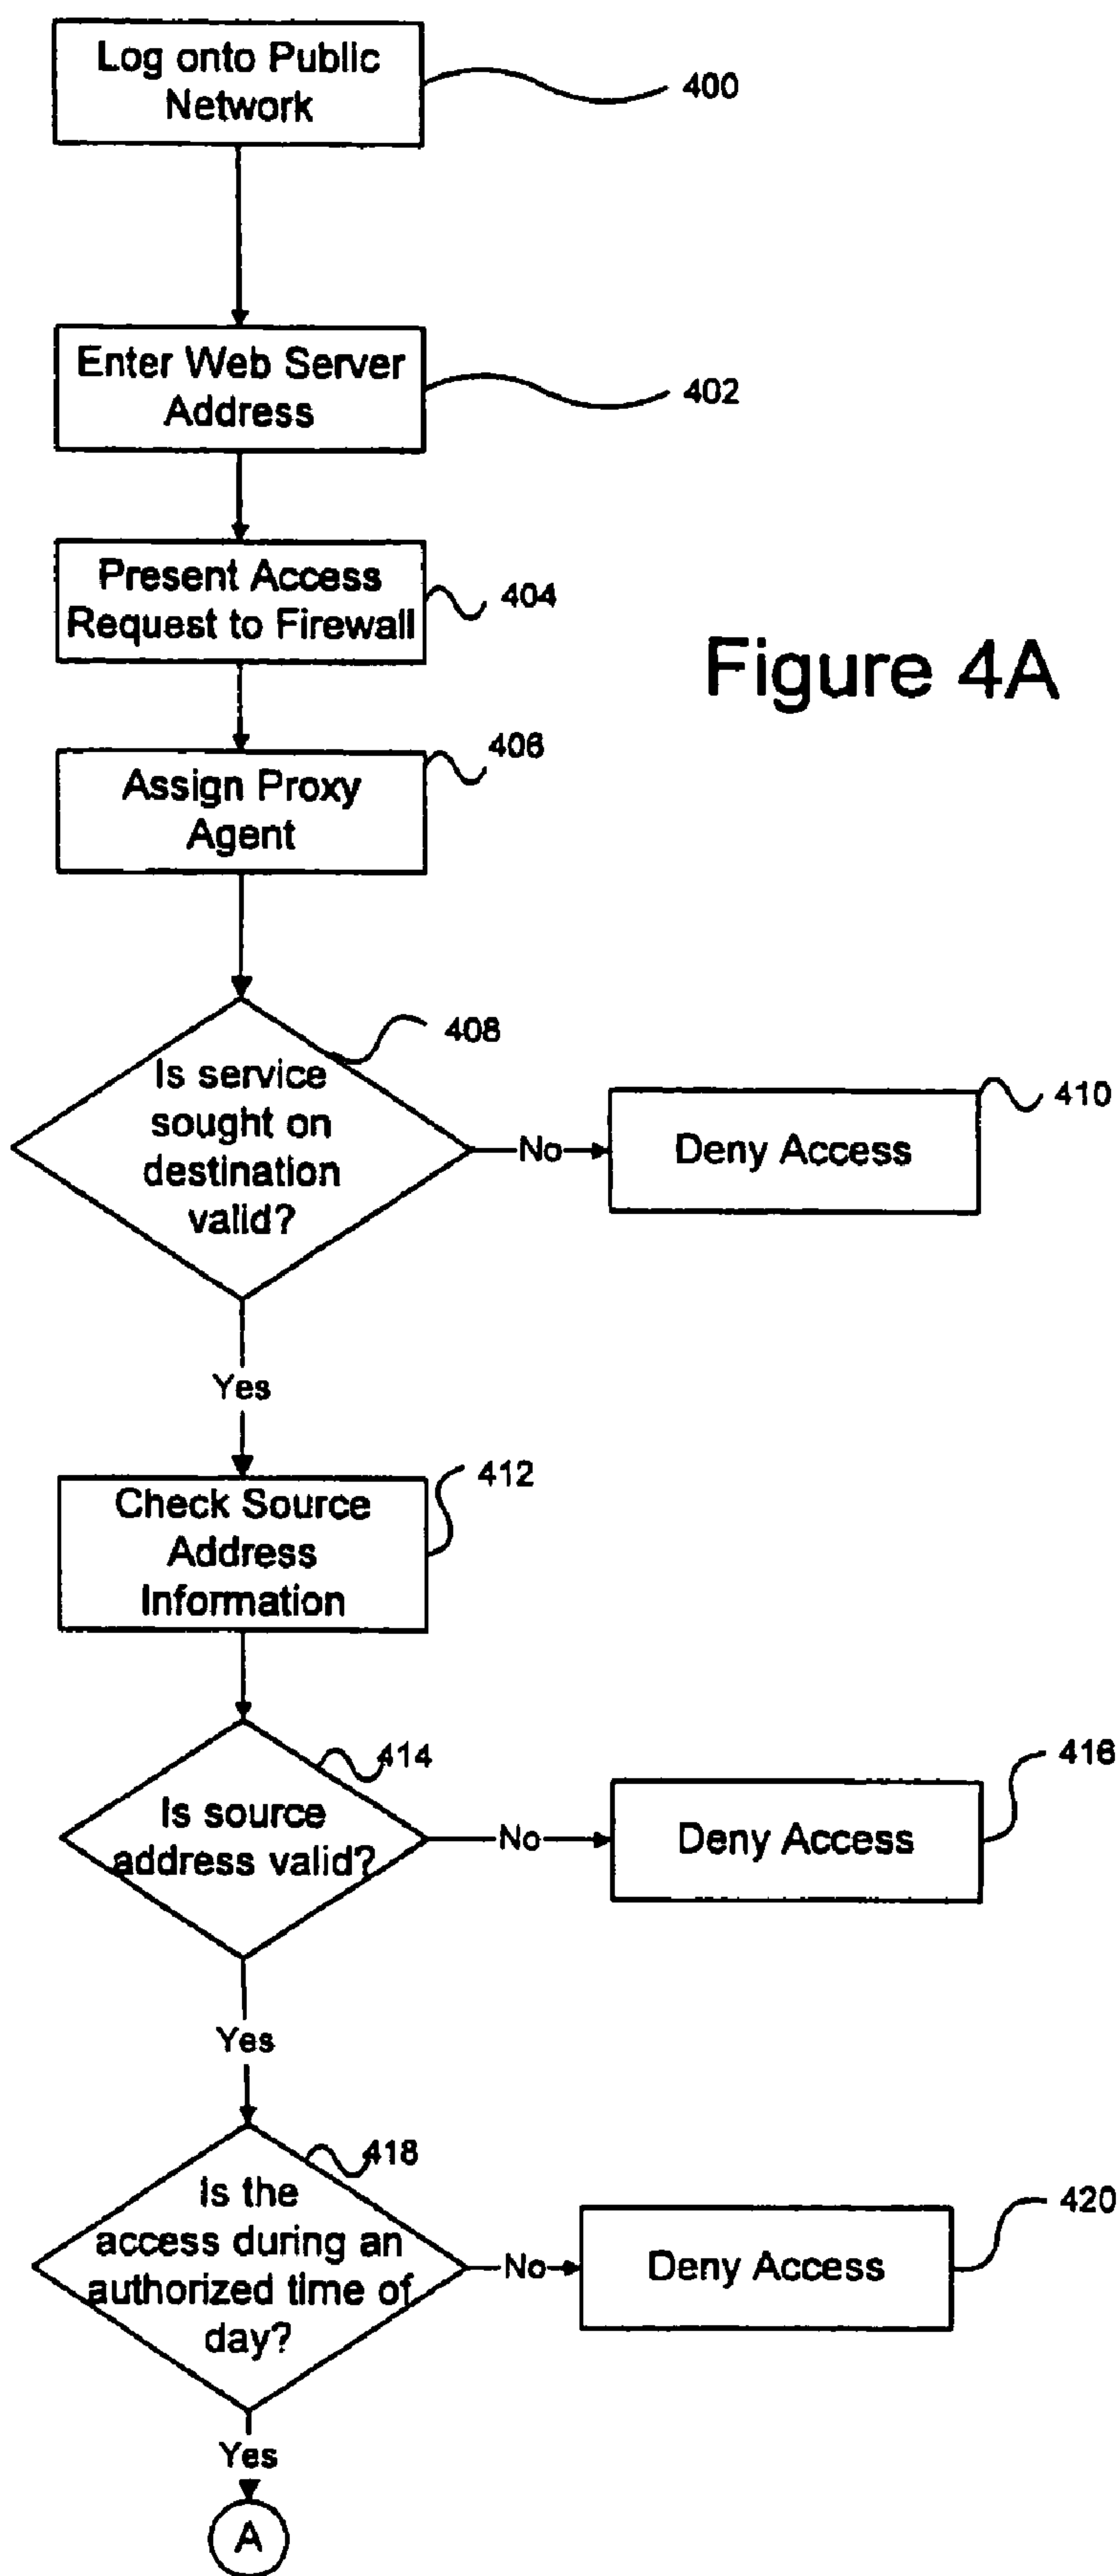 Log onto Public
Network
400
Enter Web Server
Address
402
Present Access
Request to Firewall
404
Figure 4A
406
Assign Proxy
Agent
408
Is service
sought on
destination
valid?
No
410
Deny Access
Yes
412
Check Source
Address
Information
414
Is source
address valid?
No
416
Deny Access
Yes
418
Is the
access during an
authorized time of
day?
No
420
Deny Access
Yes
A